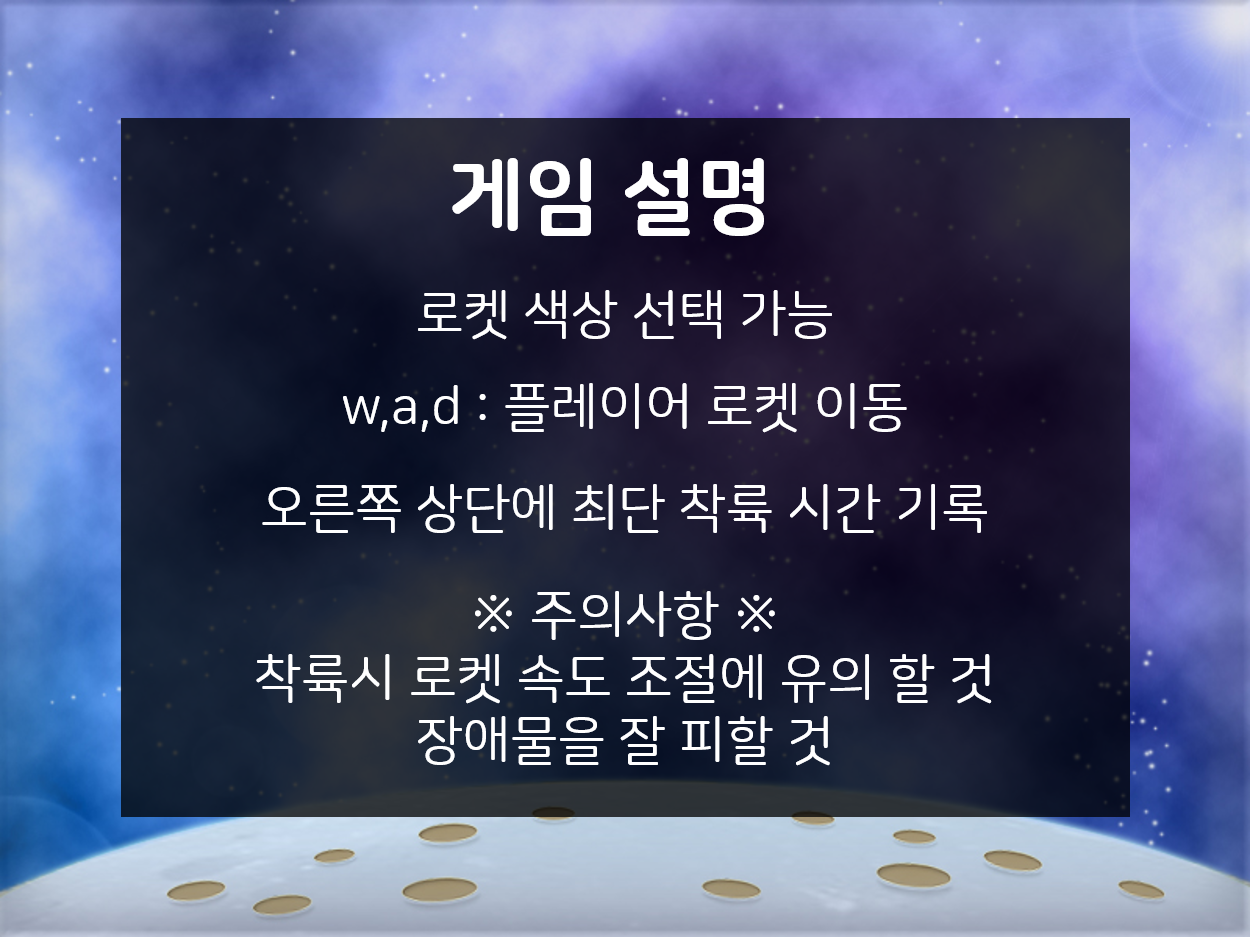 게임 설명
로켓 색상 선택 가능
w,a,d : 플레이어 로켓 이동
오른쪽 상단에 최단 착륙 시간 기록
※ 주의사항 ※
착륙시 로켓 속도 조절에 유의 할 것
장애물을 잘 피할 것